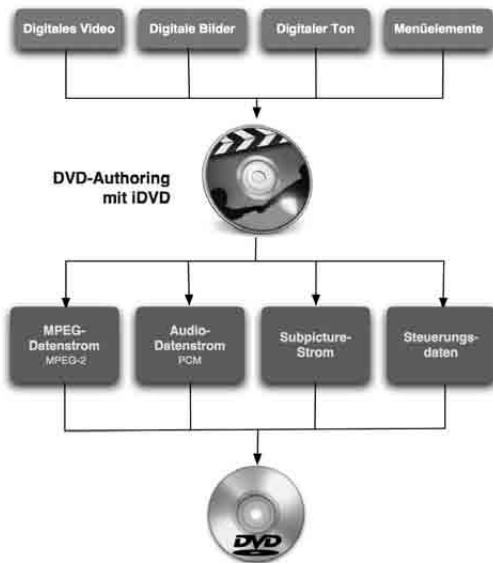 Digitales Video
Digitale Bilder
Digitaler Ton
Menüelemente
DVD-Authoring
mit iDVD
MPEG-
Datenstrom
MPEG-2
Audio-
Datenstrom
PCM
Subpicture-
Strom
Steuerungs-
daten
DVD